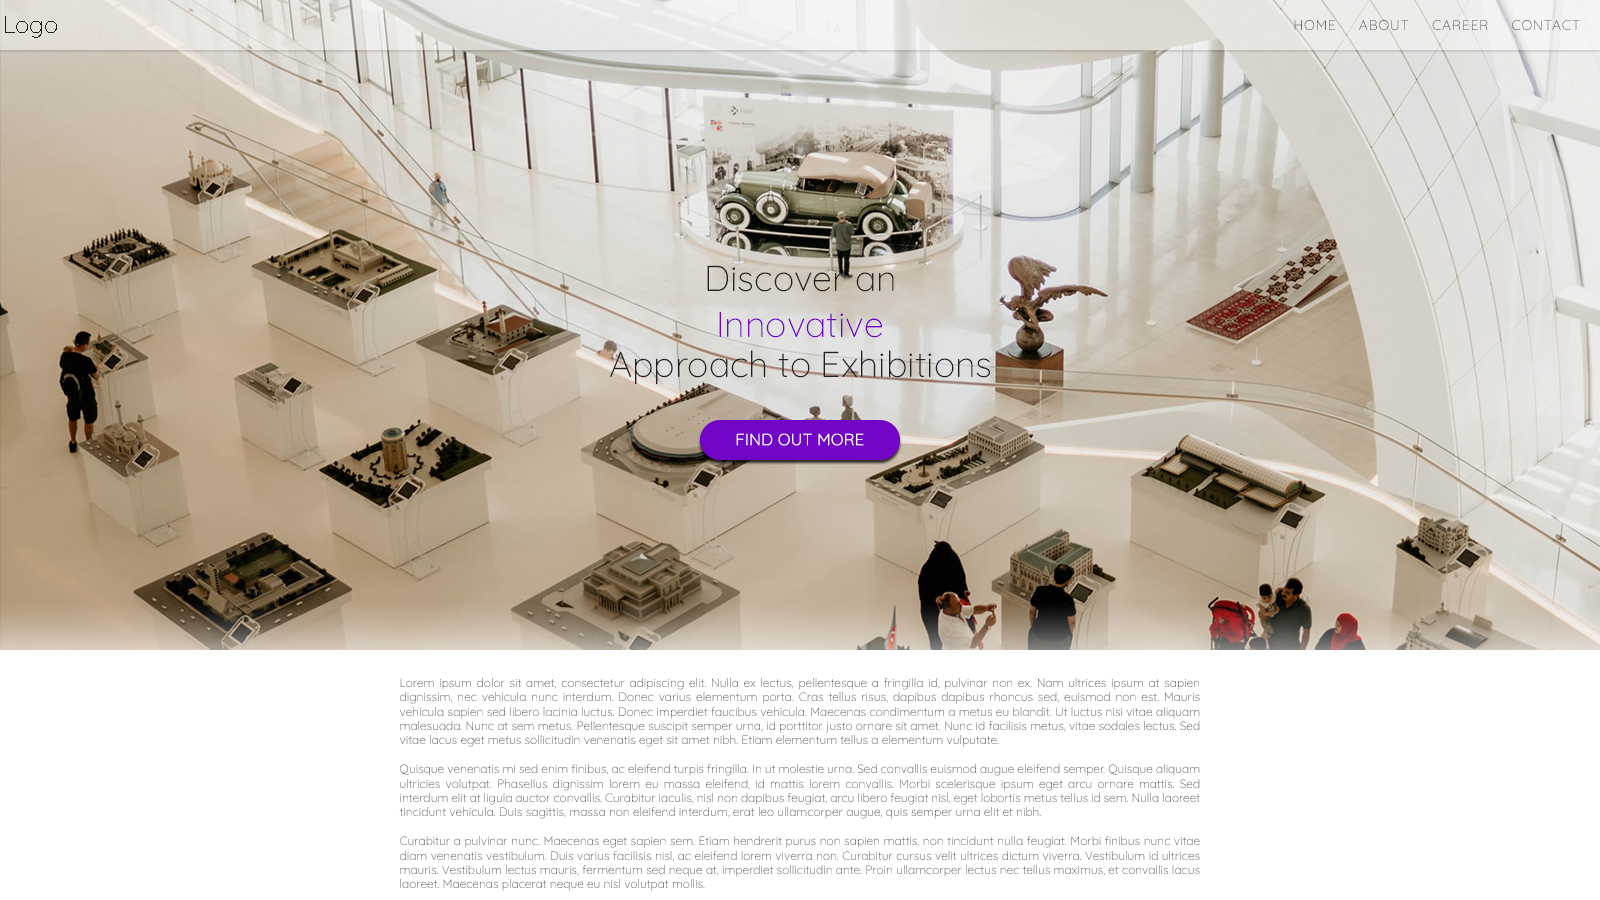 Logo
HOME ABOUT CAREER CONTACT
Discover an
Innovative
Approach to Exhibitions
FIND OUT MORE
Lorem ipsum dolor sit amet, consectetur adipiscing elit. Nulla ex lectus, pellentesque a fringilla id, pulvinar non ex. Nam ultrices ipsum at sapien
dignissim, nec vehicula nunc interdum. Donec varius elementum porta. Cras tellus risus, dapibus dapibus rhoncus sed, euismod non est. Mauris
vehicula sapien sed libero lacinia luctus. Donec imperdiet faucibus vehicula. Maecenas condimentum a metus eu blandit. Ut luctus nisi vitae aliquam
malesuada. Nunc at sem metus. Pellentesque suscipit semper urna, id porttitor justo ornare sit amet. Nunc id facilisis metus, vitae sodales lectus. Sed
vitae lacus eget metus sollicitudin venenatis eget sit amet nibh. Etiam elementum tellus a elementum vulputate.
Quisque venenatis mi sed enim finibus, ac eleifend turpis fringilla. In ut molestie urna. Sed convallis euismod augue eleifend semper. Quisque aliquam
ultricies volutpat. Phasellus dignissim lorem eu massa eleifend, id mattis lorem convallis. Morbi scelerisque ipsum eget arcu ornare mattis. Sed
interdum elit at ligula auctor convallis. Curabitur iaculis, nisl non dapibus feugiat, arcu libero feugiat nisl, eget lobortis metus tellus id sem. Nulla laoreet
tincidunt vehicula. Duis sagittis, massa non eleifend interdum, erat leo ullamcorper augue, quis semper urna elit et nibh.
Curabitur a pulvinar nunc. Maecenas eget sapien sem. Etiam hendrerit purus non sapien mattis, non tincidunt nulla feugiat. Morbi finibus nunc vitae
diam venenatis vestibulum. Duis varius facilisis nisl, ac eleifend lorem viverra non. Curabitur cursus velit ultrices dictum viverra. Vestibulum id ultrices
mauris. Vestibulum lectus mauris, fermentum sed neque at, imperdiet sollicitudin ante. Proin ullamcorper lectus nec tellus maximus, et convallis lacus
laoreet. Maecenas placerat neque eu nisl volutpat mollis.